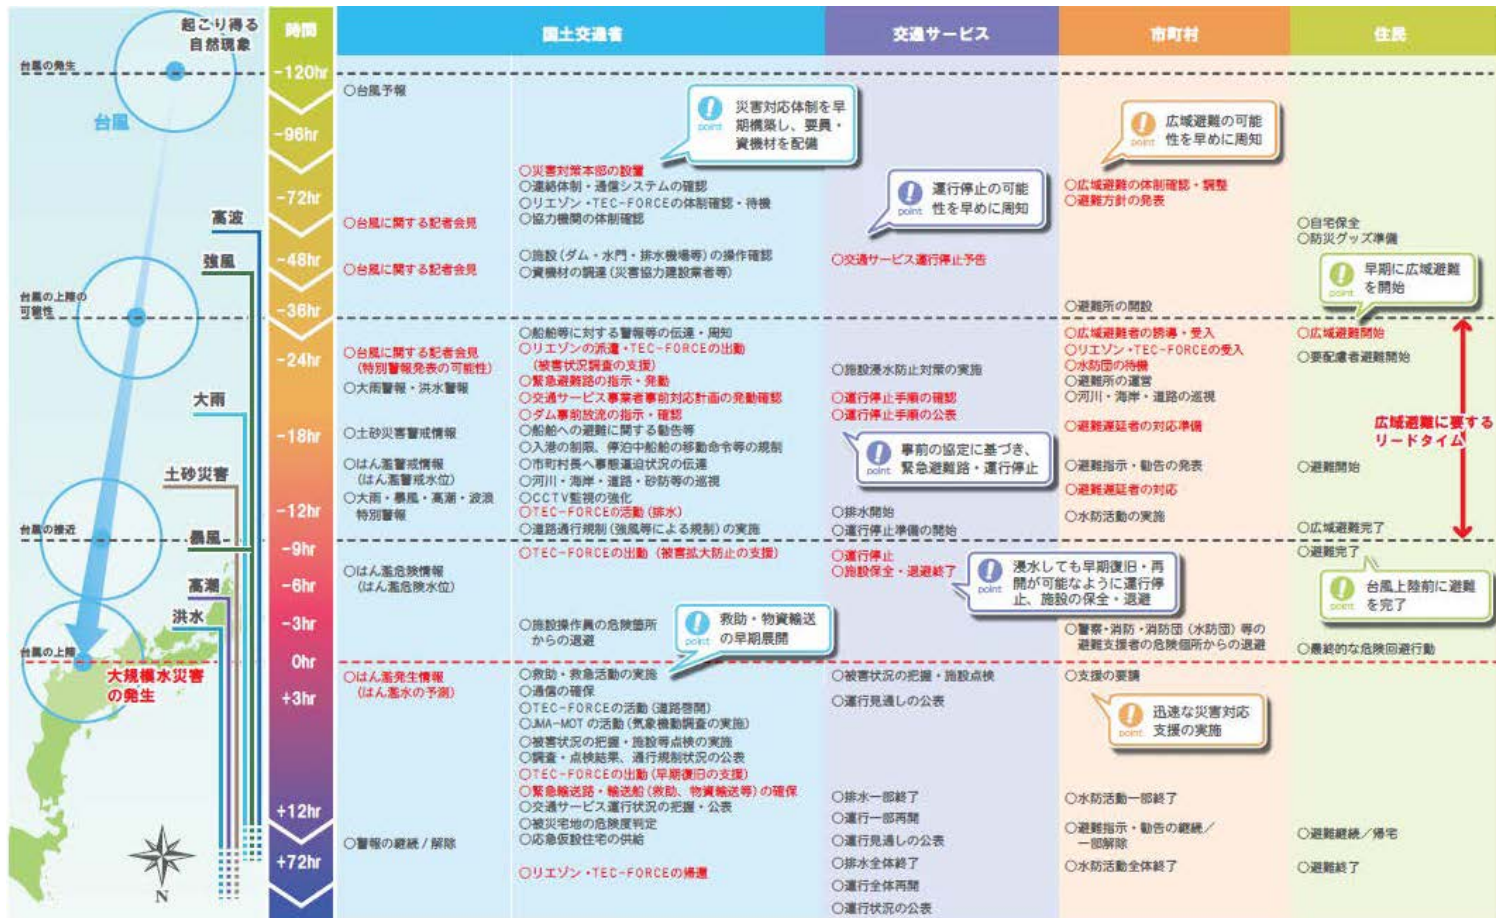 起こり得る
自然現象
時間
国土交通省
交通サービス
市町村
住民
台風の発生
台風
高波
強風
台風の上陸の
可能性
大雨
土砂災害
台風の接近
暴風
高潮
洪水
台風の上陸
大規模水災害
の発生
N
-120hr
-96hr
-72hr
-48hr
-36hr
-24hr
-18hr
-12hr
-9hr
-6hr
-3hr
0hr
+3hr
+12hr
+72hr
○台風予報
○台風に関する記者会見
○台風に関する記者会見
○台風に関する記者会見
(特別警報発表の可能性)
○大雨警報・洪水警報
○土砂災害警戒情報
○はん濫警戒情報
(はん濫警戒水位)
○大雨・暴風・高潮・波浪
特別警報
○はん濫危険情報
(はん濫危険水位)
○はん濫発生情報
(はん濫水の予測)
○警報の継続/解除
point
災害対応体制を早
期構築し、要員・
資機材を配備
○災害対策本部の設置
○連絡体制・通信システムの確認
○リエゾン・TEC-FORCEの体制確認・待機
○協力機関の体制確認
○施設(ダム・水門・排水機場等)の操作確認
○資機材の調達(災害協力建設業者等)
○船舶等に対する警報等の伝達・周知
○リエゾンの派遣・TEC-FORCEの出動
(被害状況調査の支援)
○緊急避難路の指示・発動
○交通サービス事業者事前対応計画の発動確認
○ダム事前放流の指示・確認
○船舶への避難に関する勧告等
○入港の制限、停泊中船舶の移動命令等の規制
○市町村長へ事態逼迫状況の伝達
○河川・海岸・道路・砂防等の巡視
○CCTV監視の強化
○TEC-FORCEの活動(排水)
○道路通行規制(強風等による規制)の実施
○TEC-FORCEの出動 (被害拡大防止の支援)
○施設操作員の危険箇所
からの退避
point
救助・物資輸送
の早期展開
○救助・救急活動の実施
○通信の確保
○TEC-FORCEの活動(道路啓開)
○JMA-MOTの活動(気象機動調査の実施)
○被害状況の把握・施設等点検の実施
○調査・点検結果、通行規制状況の公表
○TEC-FORCEの出動(早期復旧の支援)
○緊急輸送路・輸送船(救助、物資輸送等)の確保
○交通サービス運行状況の把握・公表
○被災宅地の危険度判定
○応急仮設住宅の供給
○リエゾン・TEC-FORCEの帰還
point
運行停止の可能
性を早めに周知
○交通サービス運行停止予告
○施設浸水防止対策の実施
○運行停止手順の確認
○運行停止手順の公表
point
事前の協定に基づき、
緊急避難路・運行停止
○排水開始
○運行停止準備の開始
○運行停止
○施設保全・退避終了
point
浸水しても早期復旧・再
開が可能なように運行停
止、施設の保全・退避
○被害状況の把握・施設点検
○運行見通しの公表
○排水一部終了
○運行一部再開
○運行見通しの公表
○排水全体終了
○運行全体再開
○運行状況の公表
point
広域避難の可能
性を早めに周知
○広域避難の体制確認・調整
○避難方針の発表
○避難所の開設
○広域避難者の誘導・受入
○リエゾン・TEC-FORCEの受入
○水防団の待機
○避難所の運営
○河川・海岸・道路の巡視
○避難遅延者の対応準備
○避難指示・勧告の発表
○避難遅延者の対応
○水防活動の実施
○警察・消防・消防団(水防団)等の
避難支援者の危険個所からの退避
○支援の要請
point
迅速な災害対応
支援の実施
○水防活動一部終了
○避難指示・勧告の継続/
一部解除
○水防活動全体終了
○自宅保全
○防災グッズ準備
point
早期に広域避難
を開始
○広域避難開始
○要配慮者避難開始
広域避難に要する
リードタイム
○避難開始
○広域避難完了
○避難完了
point
台風上陸前に避難
を完了
○最終的な危険回避行動
○避難継続/帰宅
○避難終了